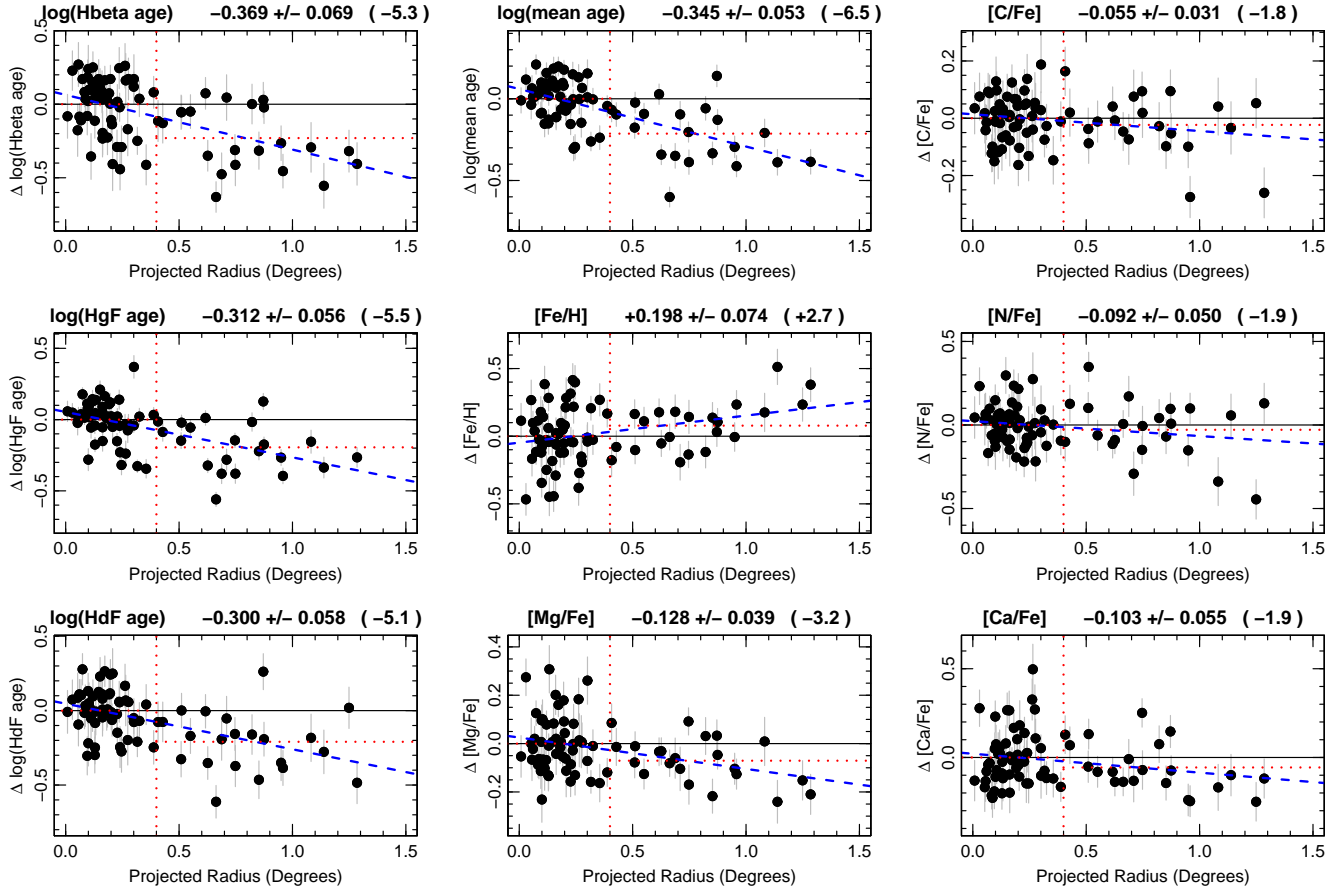 log(Hbeta age) −0.369 +/− 0.069 ( −5.3 )
0.5
0.0
−0.5
Δ log(Hbeta age)
0.0 0.5 1.0 1.5
Projected Radius (Degrees)
log(mean age) −0.345 +/− 0.053 ( −6.5 )
0.5
0.0
−0.5
Δ log(mean age)
0.0 0.5 1.0 1.5
Projected Radius (Degrees)
[C/Fe] −0.055 +/− 0.031 ( −1.8 )
0.2
0.0
−0.2
Δ [C/Fe]
0.0 0.5 1.0 1.5
Projected Radius (Degrees)
log(HgF age) −0.312 +/− 0.056 ( −5.5 )
0.5
0.0
−0.5
Δ log(HgF age)
0.0 0.5 1.0 1.5
Projected Radius (Degrees)
[Fe/H] +0.198 +/− 0.074 ( +2.7 )
0.5
0.0
−0.5
Δ [Fe/H]
0.0 0.5 1.0 1.5
Projected Radius (Degrees)
[N/Fe] −0.092 +/− 0.050 ( −1.9 )
0.5
0.0
−0.5
Δ [N/Fe]
0.0 0.5 1.0 1.5
Projected Radius (Degrees)
log(HdF age) −0.300 +/− 0.058 ( −5.1 )
0.5
0.0
−0.5
Δ log(HdF age)
0.0 0.5 1.0 1.5
Projected Radius (Degrees)
[Mg/Fe] −0.128 +/− 0.039 ( −3.2 )
0.4
0.2
0.0
−0.2
Δ [Mg/Fe]
0.0 0.5 1.0 1.5
Projected Radius (Degrees)
[Ca/Fe] −0.103 +/− 0.055 ( −1.9 )
0.5
0.0
Δ [Ca/Fe]
0.0 0.5 1.0 1.5
Projected Radius (Degrees)